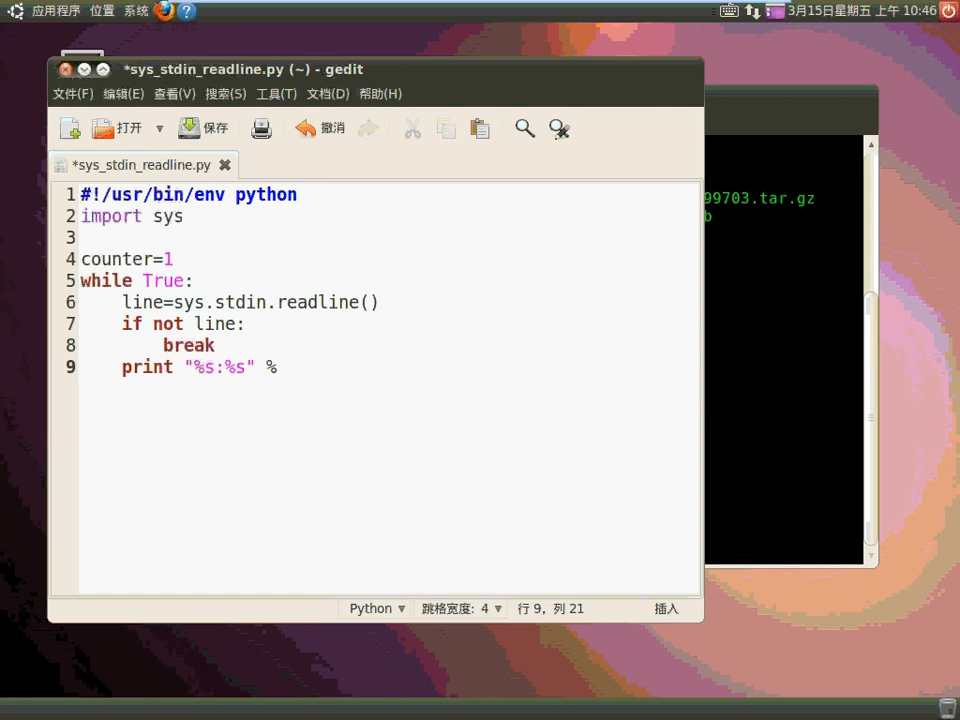 应用程序 位置 系统 ? 3月15日星期五 上午 10:46
*sys_stdin_readline.py (~) - gedit
文件(F) 编辑(E) 查看(V) 搜索(S) 工具(T) 文档(D) 帮助(H)
打开 保存 撤消
*sys_stdin_readline.py
1 #!/usr/bin/env python
2 import sys
3
4 counter=1
5 while True:
6     line=sys.stdin.readline()
7     if not line:
8         break
9     print "%s:%s" %
99703.tar.gz
b
Python 跳格宽度: 4 行 9, 列 21 插入